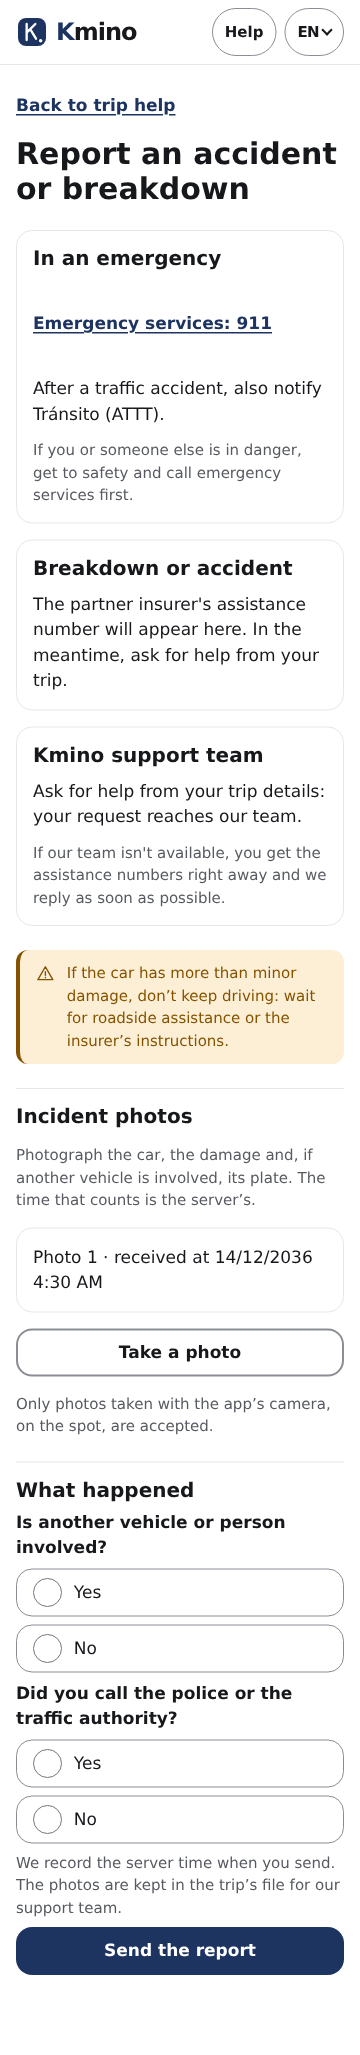 K. Kmino
Help
EN
Back to trip help
Report an accident
or breakdown
In an emergency
Emergency services: 911
After a traffic accident, also notify
Tránsito (ATTT).
If you or someone else is in danger,
get to safety and call emergency
services first.
Breakdown or accident
The partner insurer's assistance
number will appear here. In the
meantime, ask for help from your
trip.
Kmino support team
Ask for help from your trip details:
your request reaches our team.
If our team isn't available, you get the
assistance numbers right away and we
reply as soon as possible.
If the car has more than minor
damage, don’t keep driving: wait
for roadside assistance or the
insurer’s instructions.
Incident photos
Photograph the car, the damage and, if
another vehicle is involved, its plate. The
time that counts is the server’s.
Photo 1 · received at 14/12/2036
4:30 AM
Take a photo
Only photos taken with the app’s camera,
on the spot, are accepted.
What happened
Is another vehicle or person
involved?
Yes
No
Did you call the police or the
traffic authority?
Yes
No
We record the server time when you send.
The photos are kept in the trip’s file for our
support team.
Send the report